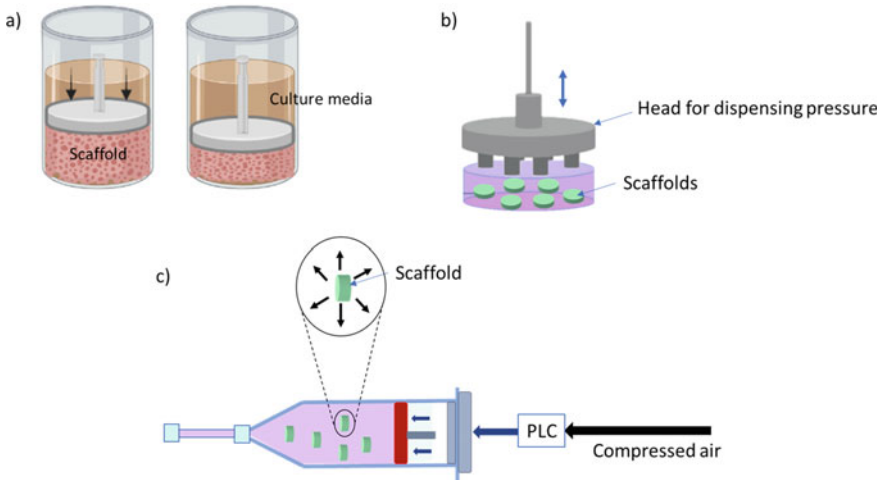 a)
Culture media
Scaffold
b)
Head for dispensing pressure
Scaffolds
c)
Scaffold
PLC
Compressed air